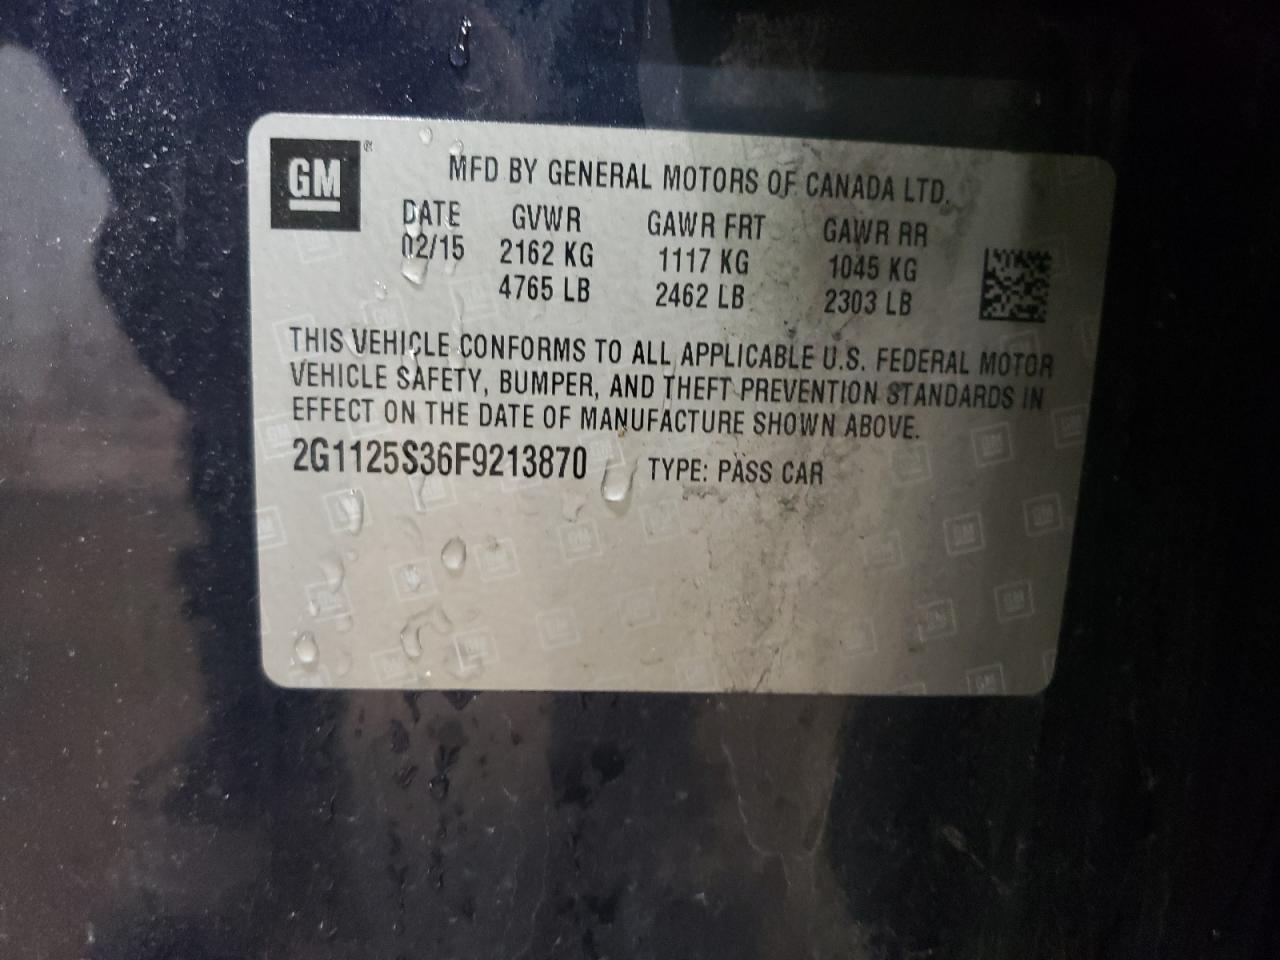 GM®
MFD BY GENERAL MOTORS OF CANADA LTD.
DATE GVWR GAWR FRT GAWR RR
02/15 2162 KG 1117 KG 1045 KG
4765 LB 2462 LB 2303 LB
THIS VEHICLE CONFORMS TO ALL APPLICABLE U.S. FEDERAL MOTOR
VEHICLE SAFETY, BUMPER, AND THEFT PREVENTION STANDARDS IN
EFFECT ON THE DATE OF MANUFACTURE SHOWN ABOVE.
2G1125S36F9213870 TYPE: PASS CAR